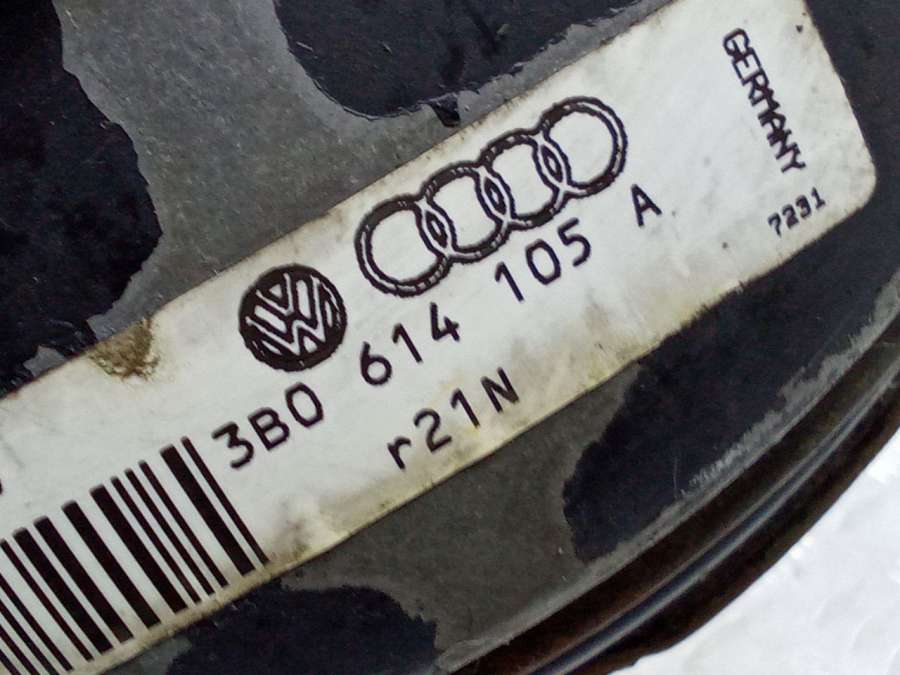 GERMANY
7231
3B0 614 105 A
r21N